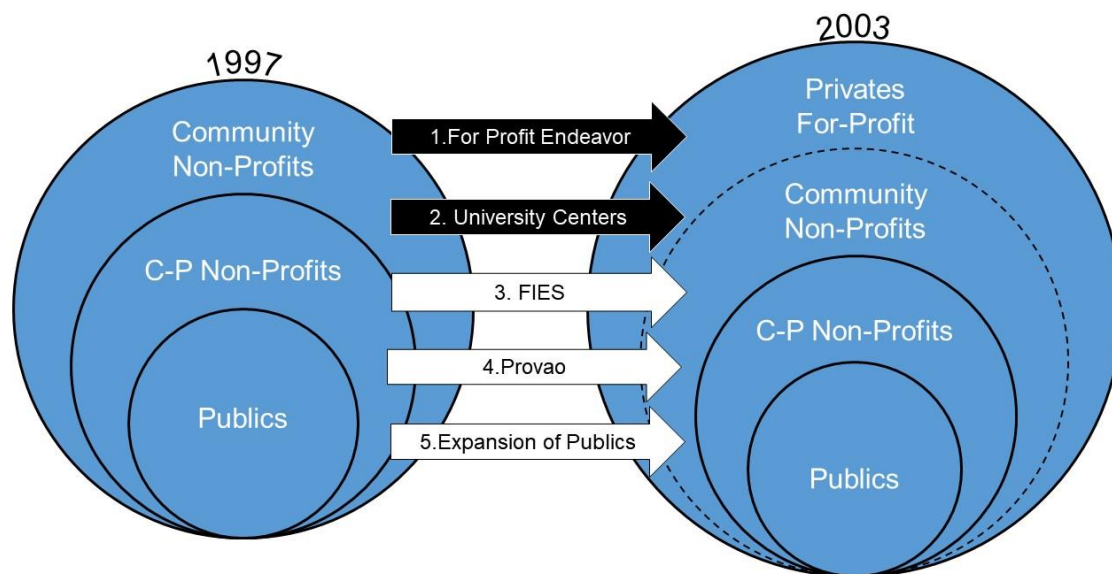 1997
Community
Non-Profits
C-P Non-Profits
Publics
1.For Profit Endeavor
2. University Centers
3. FIES
4.Provao
5.Expansion of Publics
2003
Privates
For-Profit
Community
Non-Profits
C-P Non-Profits
Publics